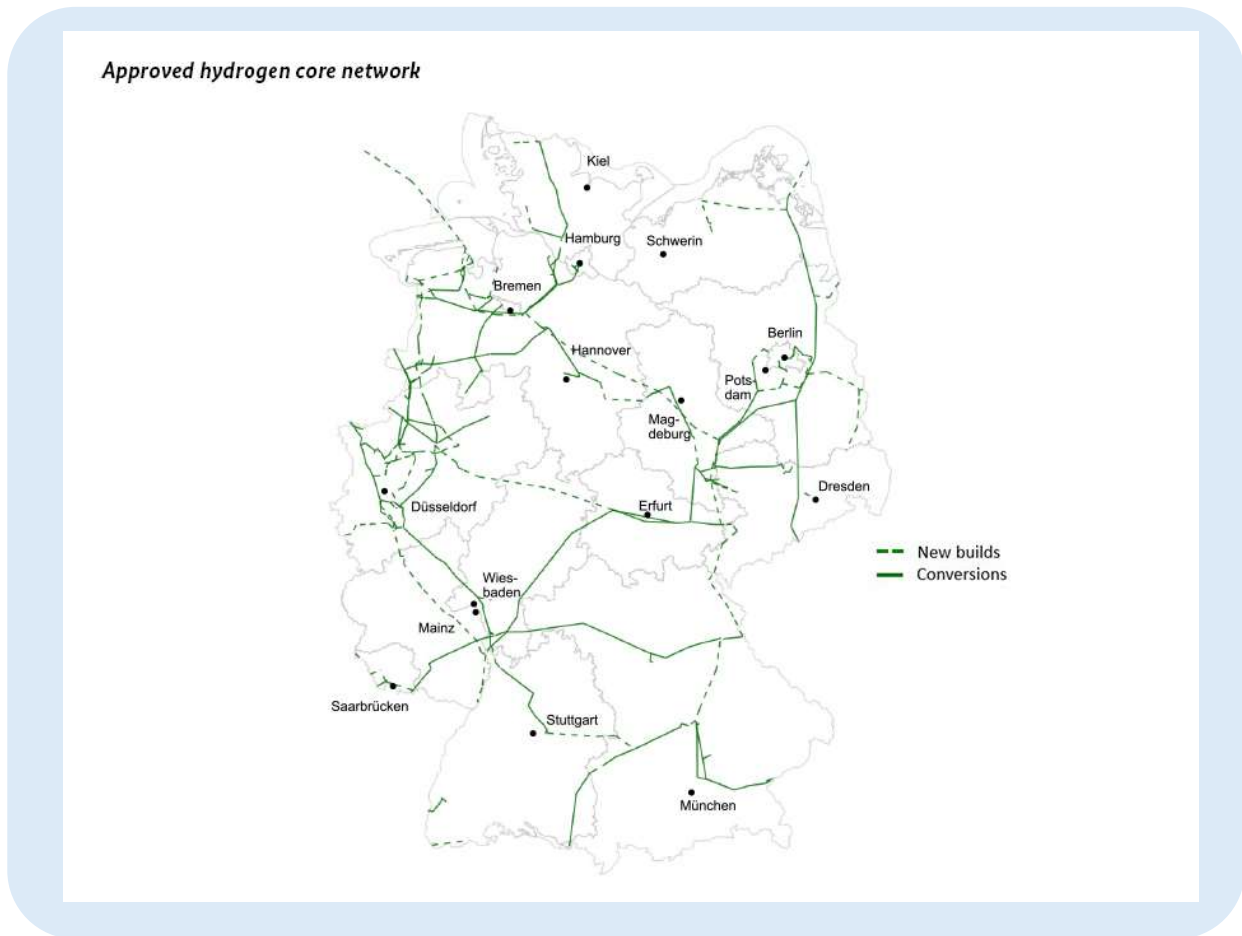 Approved hydrogen core network
Kiel
Hamburg
Schwerin
Bremen
Berlin
Hannover
Pots-
dam
Mag-
deburg
Dresden
Düsseldorf
Erfurt
New builds
Conversions
Wies-
baden
Mainz
Saarbrücken
Stuttgart
München